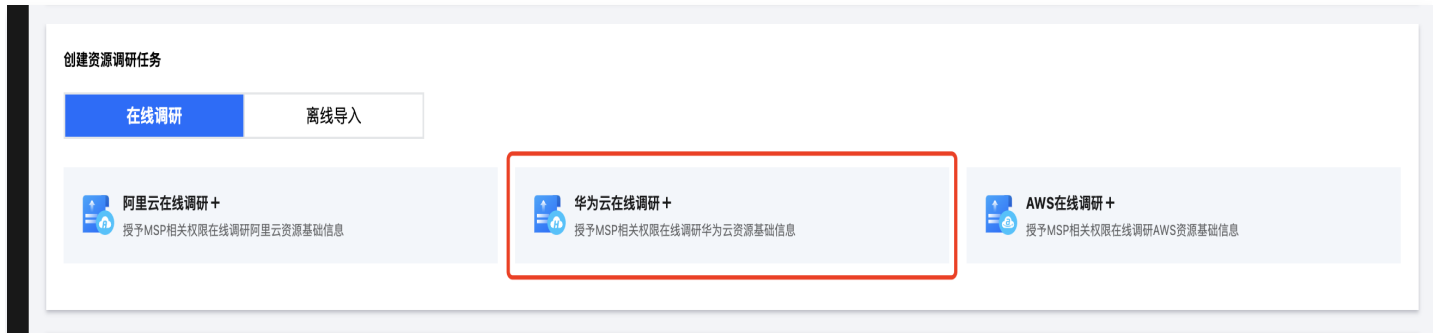 创建资源调研任务
在线调研
离线导入
阿里云在线调研+
授予MSP相关权限在线调研阿里云资源基础信息
华为云在线调研+
授予MSP相关权限在线调研华为云资源基础信息
AWS在线调研+
授予MSP相关权限在线调研AWS资源基础信息